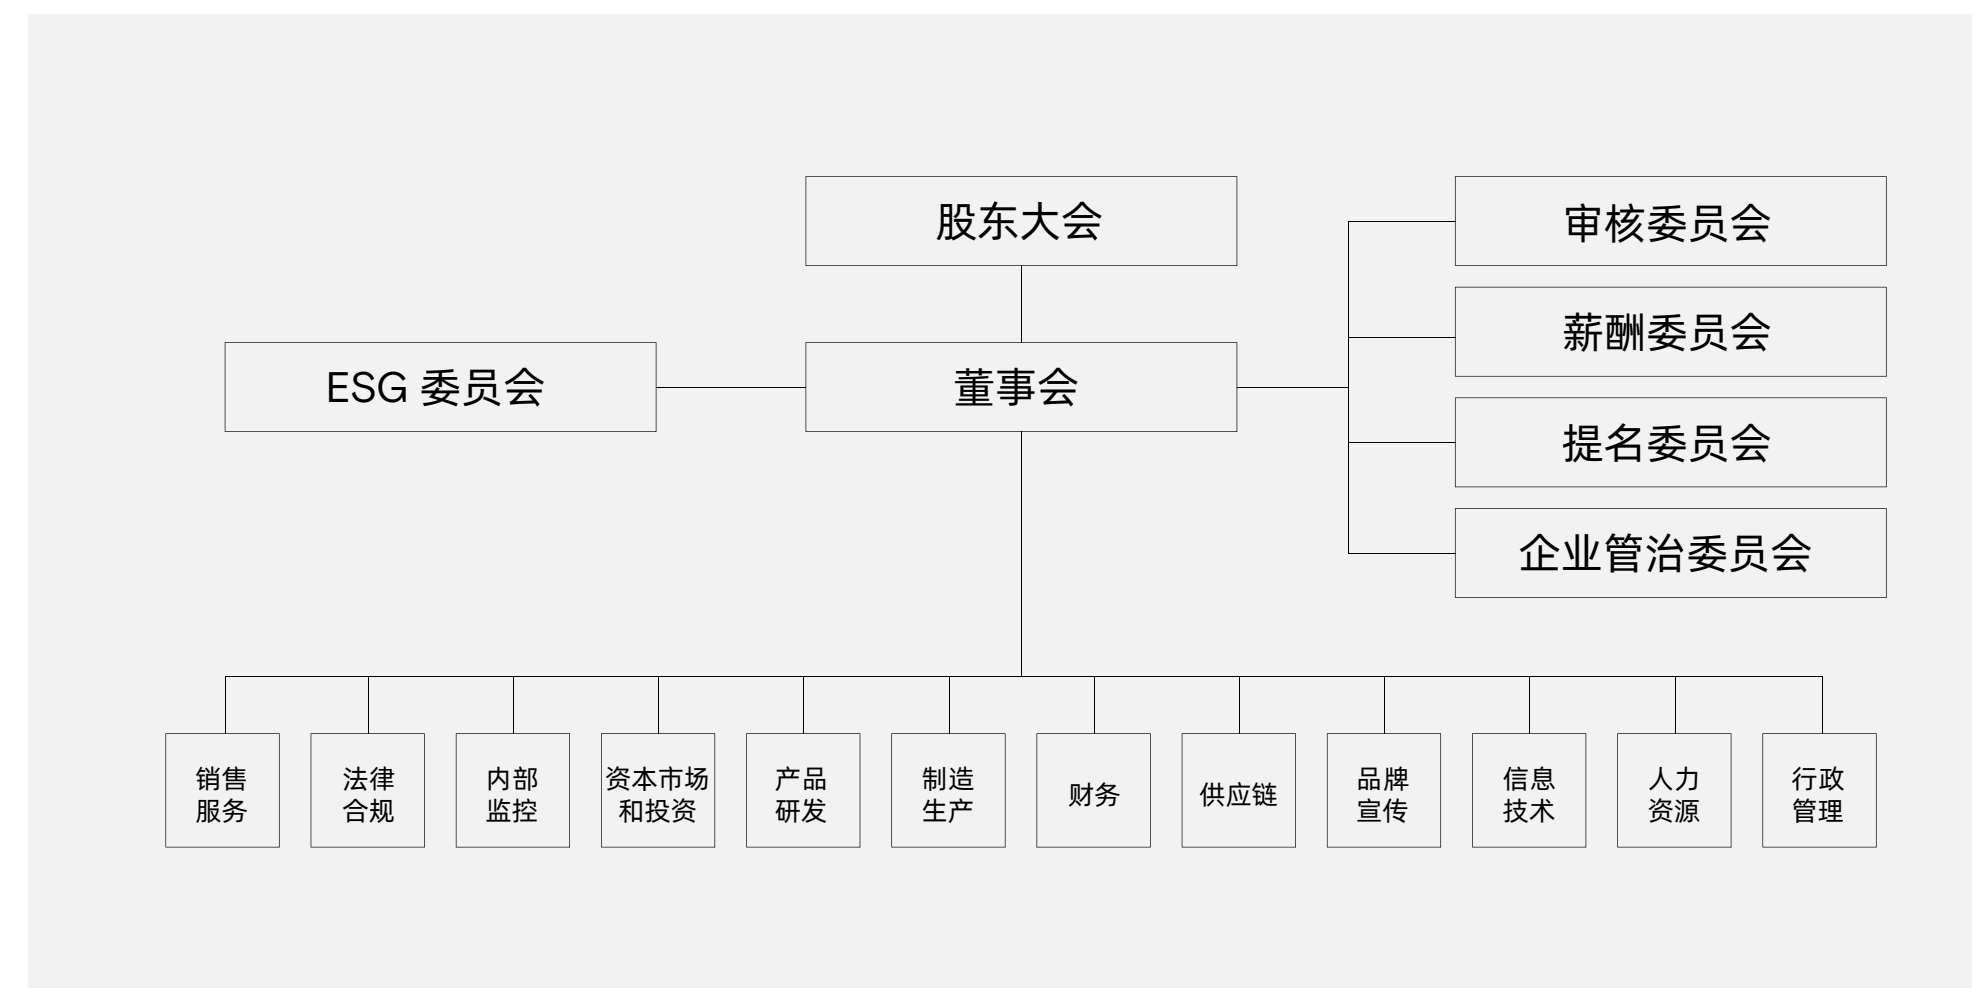 股东大会
审核委员会
薪酬委员会
ESG 委员会
董事会
提名委员会
企业管治委员会
销售
服务
法律
合规
内部
监控
资本市场
和投资
产品
研发
制造
生产
财务
供应链
品牌
宣传
信息
技术
人力
资源
行政
管理